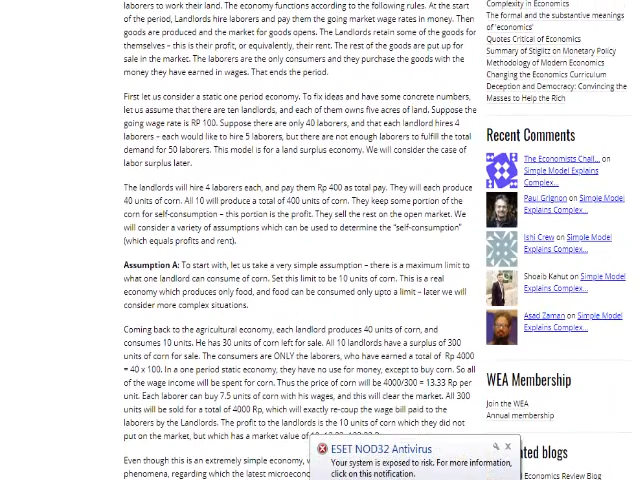 laborers to work their land. The economy functions according to the following rules. At the start
of the period, Landlords hire laborers and pay them the going market wage rates in money. Then
goods are produced and the market for goods opens. The Landlords retain some of the goods for
themselves – this is their profit, or equivalently, their rent. The rest of the goods are put up for
sale in the market. The laborers are the only consumers and they purchase the goods with the
money they have earned in wages. That ends the period.
First let us consider a static one period economy. To fix ideas and have some concrete numbers,
let us assume that there are ten landlords, and each of them owns five acres of land. Suppose the
going wage rate is RP 100. Suppose there are only 40 laborers, and that each landlord hires 4
laborers – each would like to hire 5 laborers, but there are not enough laborers to fulfill the total
demand for 50 laborers. This model is for a land surplus economy. We will consider the case of
labor surplus later.
The landlords will hire 4 laborers each, and pay them Rp 400 as total pay. They will each produce
40 units of corn. All 10 will produce a total of 400 units of corn. They keep some portion of the
corn for self-consumption – this portion is the profit. They sell the rest on the open market. We
will consider a variety of assumptions which can be used to determine the "self-consumption"
(which equals profits and rent).
Assumption A: To start with, let us take a very simple assumption – there is a maximum limit to
what one landlord can consume of corn. Set this limit to be 10 units of corn. This is a real
economy which produces only food, and food can be consumed only upto a limit – later we will
consider more complex situations.
Coming back to the agricultural economy, each landlord produces 40 units of corn, and
consumes 10 units. He has 30 units of corn left for sale. All 10 landlords have a surplus of 300
units of corn for sale. The consumers are ONLY the laborers, who have earned a total of Rp 4000
= 40 x 100. In a one period static economy, they have no use for money, except to buy corn. So all
of the wage income will be spent for corn. Thus the price of corn will be 4000/300 = 13.33 Rp per
unit. Each laborer can buy 7.5 units of corn with his wages, and this will clear the market. All 300
units will be sold for a total of 4000 Rp, which will exactly re-coup the wage bill paid to the
laborers by the Landlords. The profit to the landlords is the 10 units of corn which they did not
put on the market, but which has a market value of
Even though this is an extremely simple economy,
phenomena, regarding which the latest microecono
Complexity in Economics
The formal and the substantive meanings
of 'economics'
Quotes Critical of Economics
Summary of Stiglitz on Monetary Policy
Methodology of Modern Economics
Changing the Economics Curriculum
Deception and Democracy: Convincing the
Masses to Help the Rich
Recent Comments
The Economists Chall… on
Simple Model Explains
Complex…
Paul Grignon on Simple Model
Explains Complex…
Ishi Crew on Simple Model
Explains Complex…
Shoaib Kahut on Simple Model
Explains Complex…
Asad Zaman on Simple Model
Explains Complex…
WEA Membership
Join the WEA
Annual membership
ted blogs
Economics Review Blog
ESET NOD32 Antivirus
Your system is exposed to risk. For more information,
click on this notification.